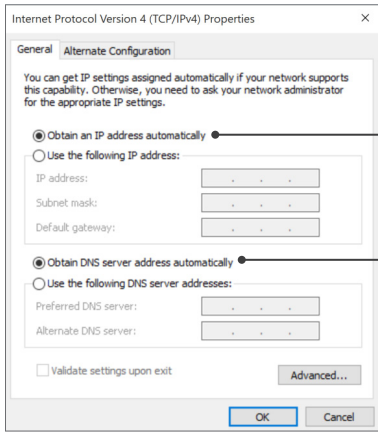 Internet Protocol Version 4 (TCP/IPv4) Properties
General Alternate Configuration
You can get IP settings assigned automatically if your network supports
this capability. Otherwise, you need to ask your network administrator
for the appropriate IP settings.
Obtain an IP address automatically
Use the following IP address:
IP address:
Subnet mask:
Default gateway:
Obtain DNS server address automatically
Use the following DNS server addresses:
Preferred DNS server:
Alternate DNS server:
Validate settings upon exit
Advanced...
OK Cancel